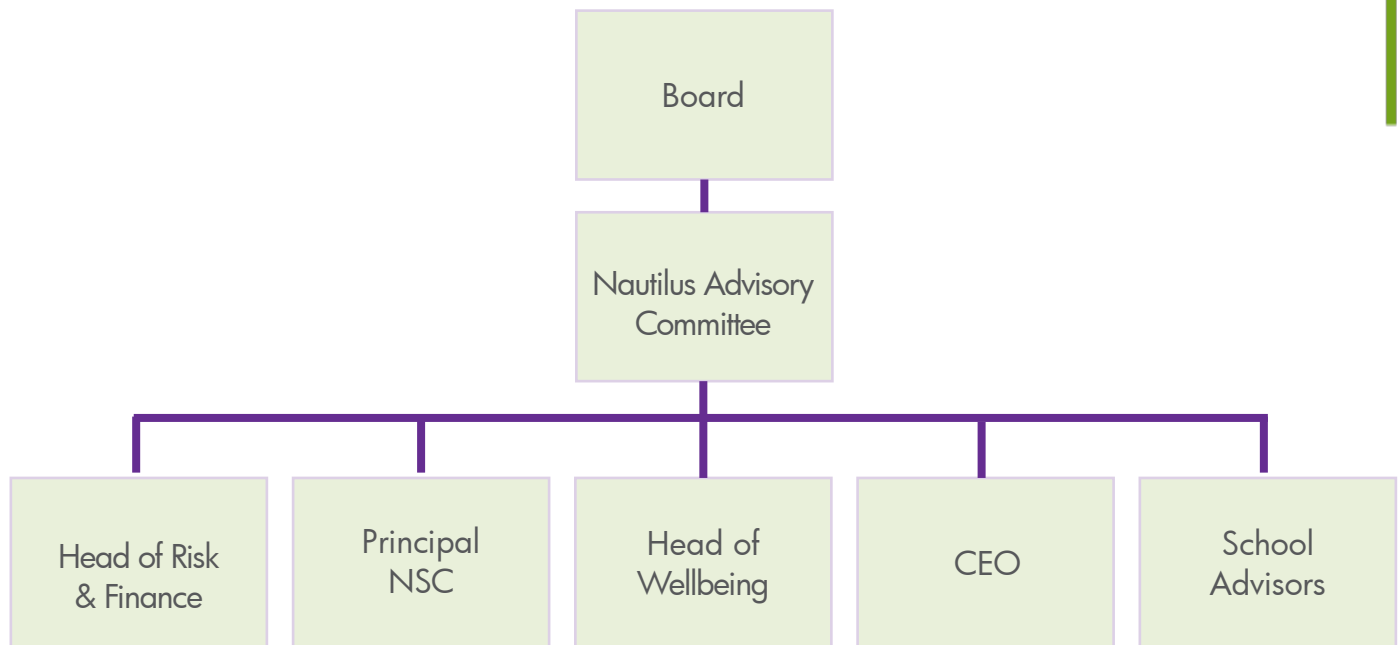 Board
Nautilus Advisory
Committee
Head of Risk
& Finance
Principal
NSC
Head of
Wellbeing
CEO
School
Advisors